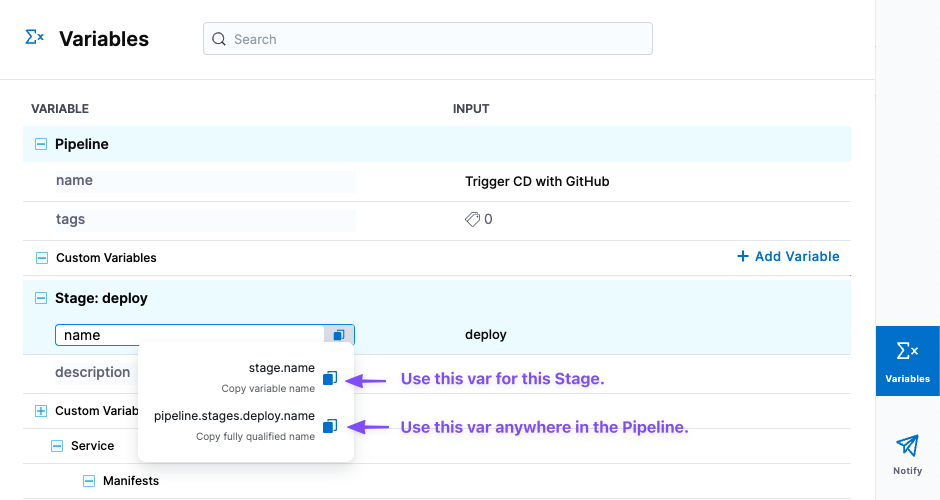 Variables
Search
VARIABLE INPUT
Pipeline
name Trigger CD with GitHub
tags 0
Custom Variables + Add Variable
Stage: deploy
name deploy
description
stage.name
Copy variable name
Use this var for this Stage.
pipeline.stages.deploy.name
Copy fully qualified name
Use this var anywhere in the Pipeline.
Custom Variab
Service
Manifests
Variables
Notify